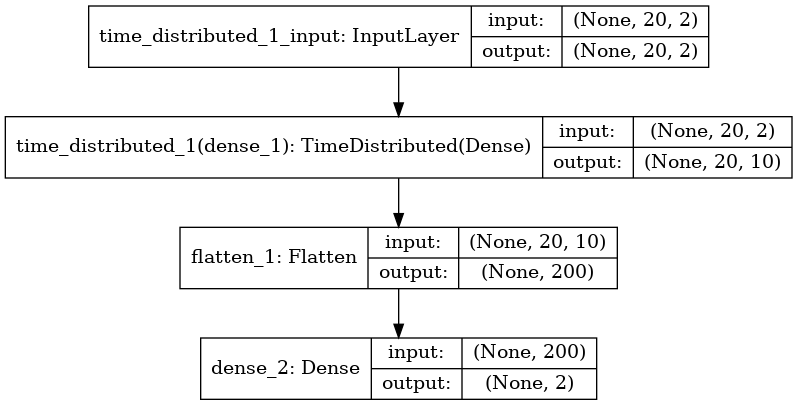 time_distributed_1_input: InputLayer
input: (None, 20, 2)
output: (None, 20, 2)
time_distributed_1(dense_1): TimeDistributed(Dense)
input: (None, 20, 2)
output: (None, 20, 10)
flatten_1: Flatten
input: (None, 20, 10)
output: (None, 200)
dense_2: Dense
input: (None, 200)
output: (None, 2)